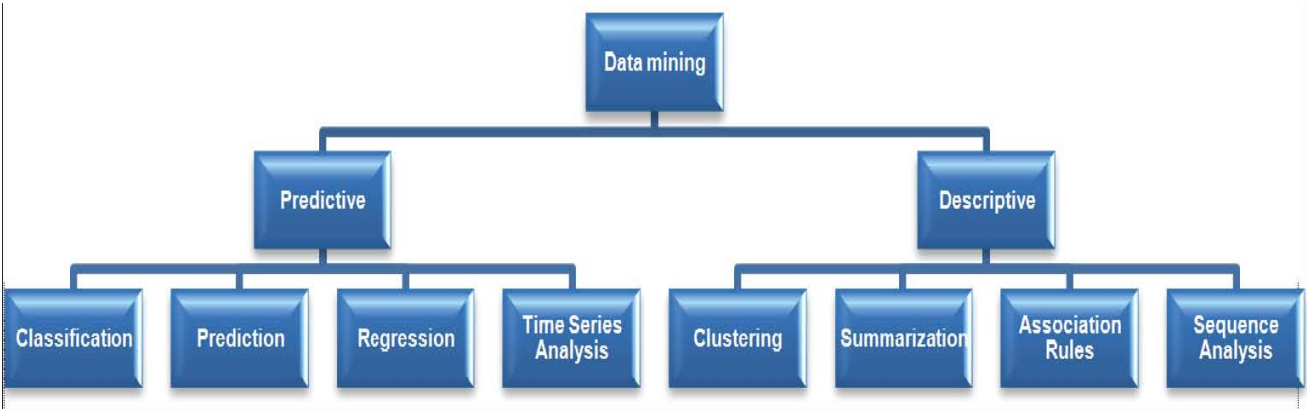 Data mining
Predictive
Descriptive
Classification
Prediction
Regression
Time Series
Analysis
Clustering
Summarization
Association
Rules
Sequence
Analysis